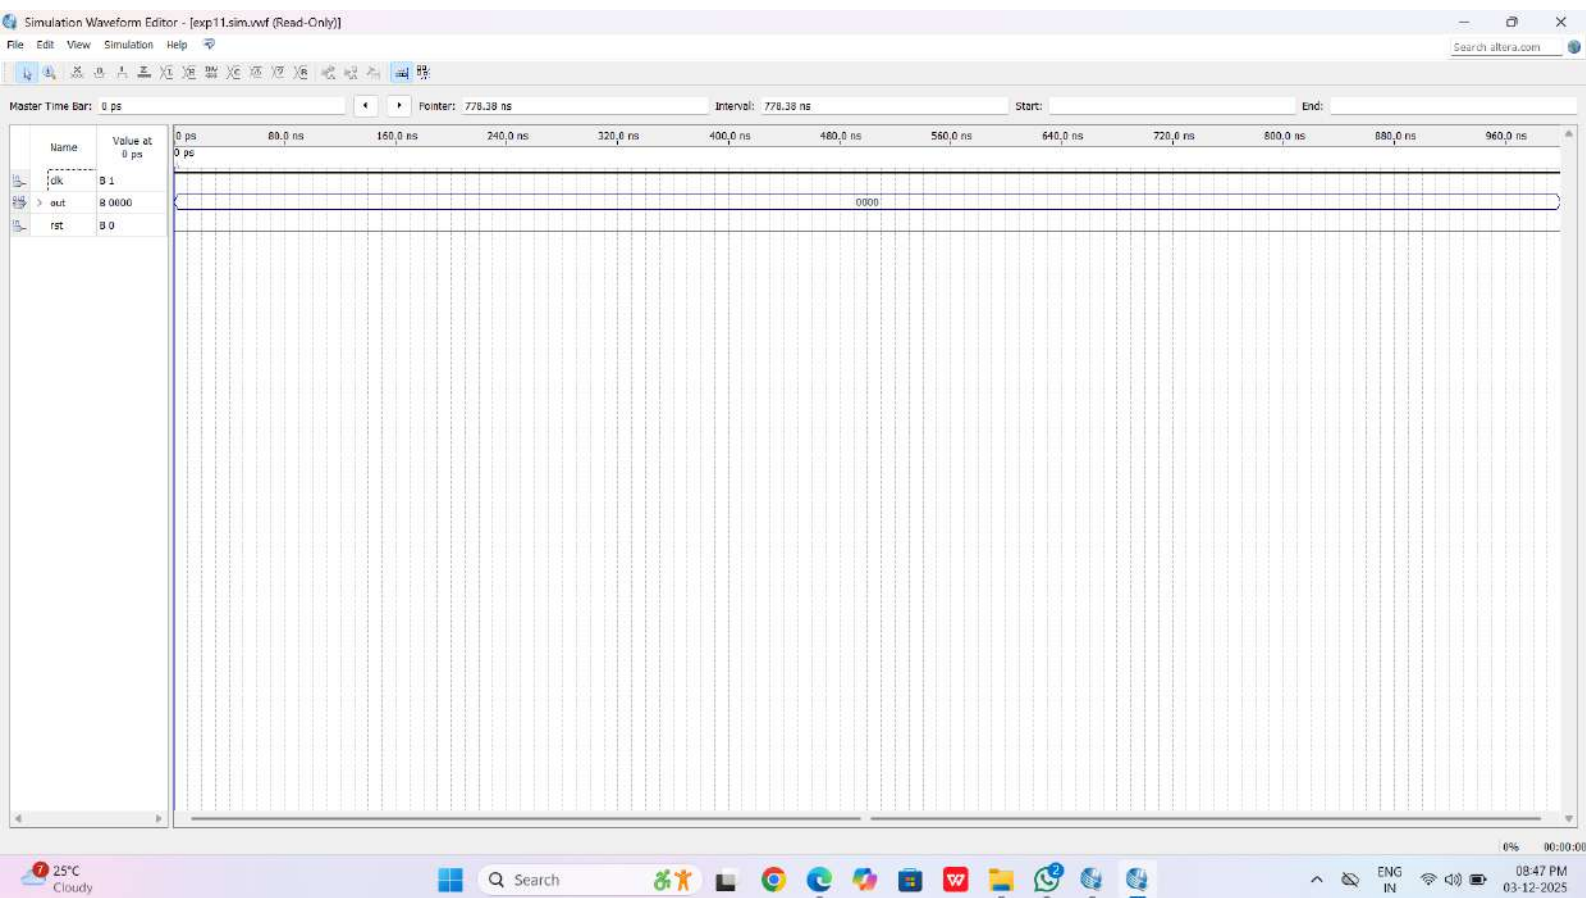 Simulation Waveform Editor - [exp11.sim.vwf (Read-Only)]
File Edit View Simulation Help
Search altera.com
Master Time Bar: 0 ps Pointer: 778.38 ns Interval: 778.38 ns Start: End:
Name Value at 0 ps
0 ps 80.0 ns 160.0 ns 240.0 ns 320.0 ns 400.0 ns 480.0 ns 560.0 ns 640.0 ns 720.0 ns 800.0 ns 880.0 ns 960.0 ns
0 ps
clk B 1
> out B 0000 0000
rst B 0
0% 00:00:00
7 25°C
Cloudy
Search
2
ENG
IN
08:47 PM
03-12-2025